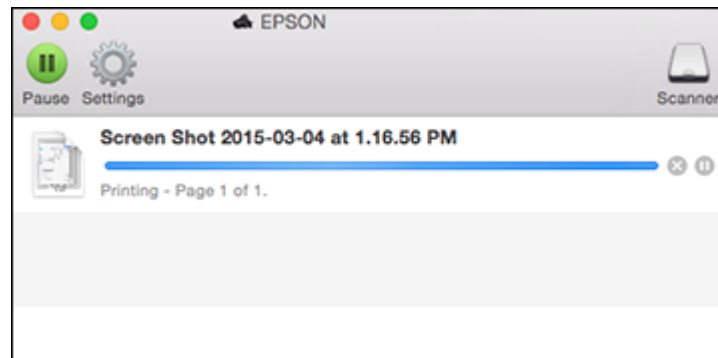 EPSON
Pause Settings Scanner
Screen Shot 2015-03-04 at 1.16.56 PM
Printing - Page 1 of 1.